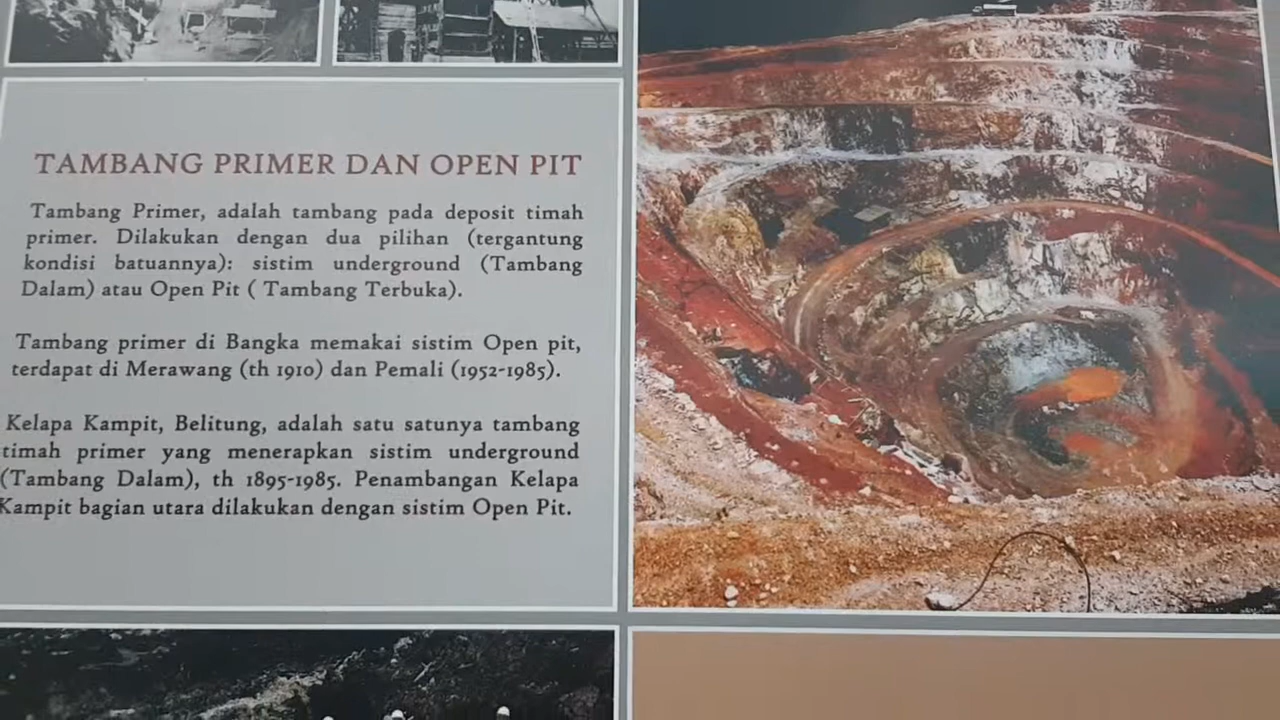 TAMBANG PRIMER DAN OPEN PIT
Tambang Primer, adalah tambang pada deposit timah
primer. Dilakukan dengan dua pilihan (tergantung
kondisi batuannya): sistim underground (Tambang
Dalam) atau Open Pit ( Tambang Terbuka).
Tambang primer di Bangka memakai sistim Open pit,
terdapat di Merawang (th 1910) dan Pemali (1952-1985).
Kelapa Kampit, Belitung, adalah satu satunya tambang
timah primer yang menerapkan sistim underground
(Tambang Dalam), th 1895-1985. Penambangan Kelapa
Kampit bagian utara dilakukan dengan sistim Open Pit.